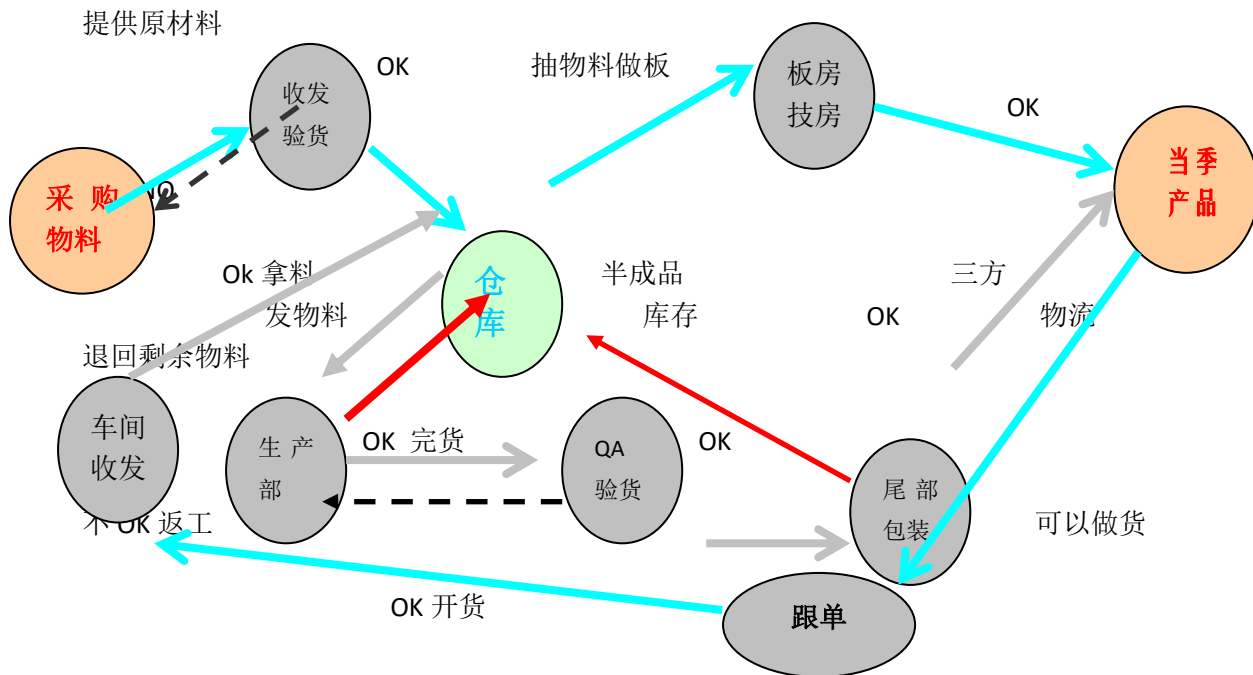 提供原材料
OK
收发
验货
抽物料做板
板房
技房
OK
当季
产品
采 购
物料
NO
Ok 拿料
发物料
仓
库
半成品
库存
OK
三方
物流
退回剩余物料
车间
收发
生 产
部
OK 完货
QA
验货
OK
尾 部
包装
不 OK 返工
可以做货
OK 开货
跟单